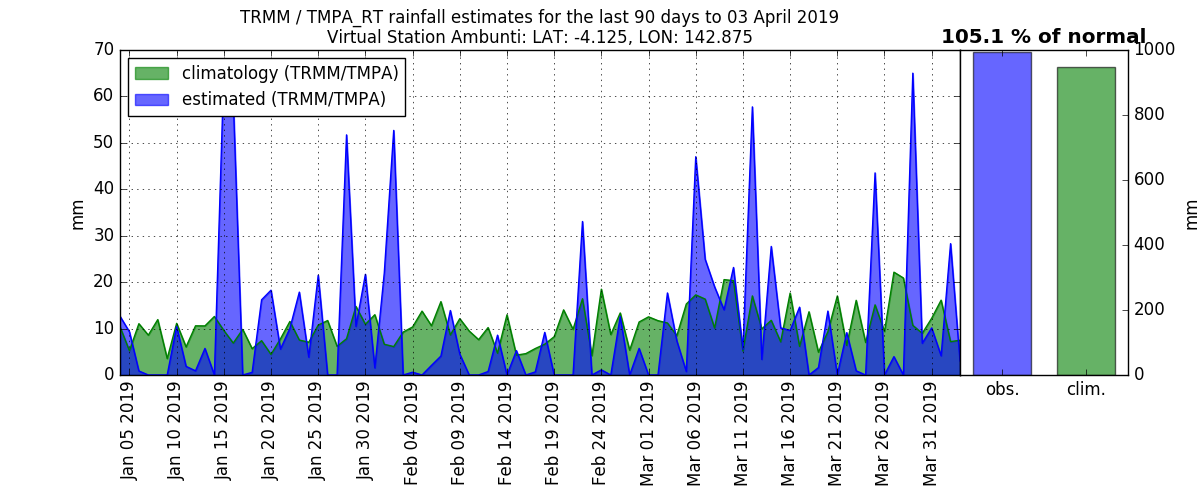 TRMM / TMPA_RT rainfall estimates for the last 90 days to 03 April 2019
Virtual Station Ambunti: LAT: -4.125, LON: 142.875
105.1 % of normal
climatology (TRMM/TMPA)
estimated (TRMM/TMPA)
mm
70
60
50
40
30
20
10
0
Jan 05 2019
Jan 10 2019
Jan 15 2019
Jan 20 2019
Jan 25 2019
Jan 30 2019
Feb 04 2019
Feb 09 2019
Feb 14 2019
Feb 19 2019
Feb 24 2019
Mar 01 2019
Mar 06 2019
Mar 11 2019
Mar 16 2019
Mar 21 2019
Mar 26 2019
Mar 31 2019
obs.
clim.
1000
800
600
400
200
0
mm